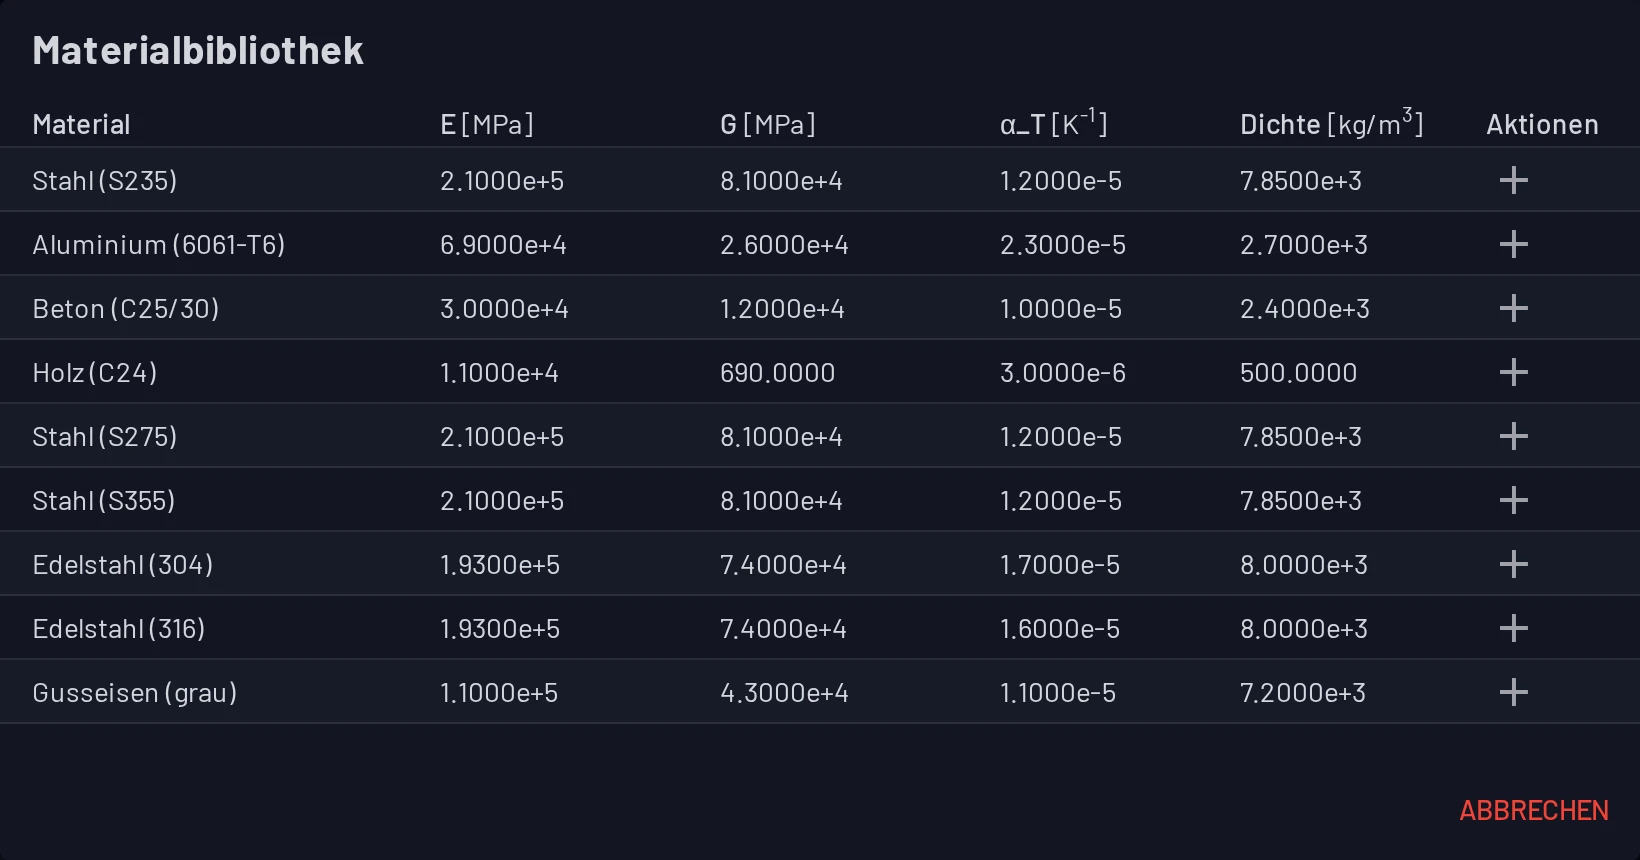 Materialbibliothek
Material E [MPa] G [MPa] α_T [K⁻¹] Dichte [kg/m³] Aktionen
Stahl (S235) 2.1000e+5 8.1000e+4 1.2000e-5 7.8500e+3
Aluminium (6061-T6) 6.9000e+4 2.6000e+4 2.3000e-5 2.7000e+3
Beton (C25/30) 3.0000e+4 1.2000e+4 1.0000e-5 2.4000e+3
Holz (C24) 1.1000e+4 690.0000 3.0000e-6 500.0000
Stahl (S275) 2.1000e+5 8.1000e+4 1.2000e-5 7.8500e+3
Stahl (S355) 2.1000e+5 8.1000e+4 1.2000e-5 7.8500e+3
Edelstahl (304) 1.9300e+5 7.4000e+4 1.7000e-5 8.0000e+3
Edelstahl (316) 1.9300e+5 7.4000e+4 1.6000e-5 8.0000e+3
Gusseisen (grau) 1.1000e+5 4.3000e+4 1.1000e-5 7.2000e+3
ABBRECHEN